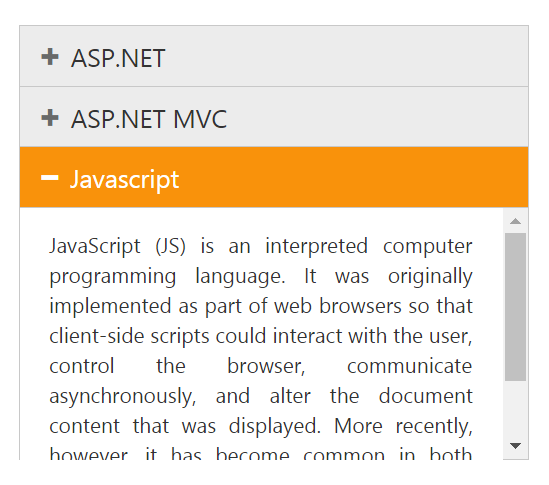 ASP.NET
ASP.NET MVC
Javascript
JavaScript (JS) is an interpreted computer
programming language. It was originally
implemented as part of web browsers so that
client-side scripts could interact with the user,
control the browser, communicate
asynchronously, and alter the document
content that was displayed. More recently,
however, it has become common in both